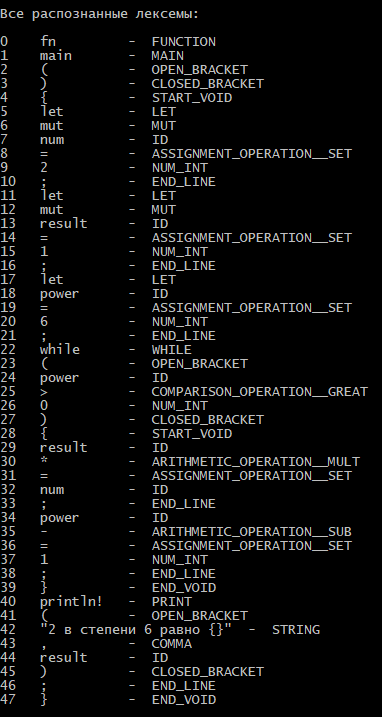 Все распознанные лексемы:
0 fn - FUNCTION
1 main - MAIN
2 ( - OPEN_BRACKET
3 ) - CLOSED_BRACKET
4 { - START_VOID
5 let - LET
6 mut - MUT
7 num - ID
8 = - ASSIGNMENT_OPERATION__SET
9 2 - NUM_INT
10 ; - END_LINE
11 let - LET
12 mut - MUT
13 result - ID
14 = - ASSIGNMENT_OPERATION__SET
15 1 - NUM_INT
16 ; - END_LINE
17 let - LET
18 power - ID
19 = - ASSIGNMENT_OPERATION__SET
20 6 - NUM_INT
21 ; - END_LINE
22 while - WHILE
23 ( - OPEN_BRACKET
24 power - ID
25 > - COMPARISON_OPERATION__GREAT
26 0 - NUM_INT
27 ) - CLOSED_BRACKET
28 { - START_VOID
29 result - ID
30 * - ARITHMETIC_OPERATION__MULT
31 = - ASSIGNMENT_OPERATION__SET
32 num - ID
33 ; - END_LINE
34 power - ID
35 - - ARITHMETIC_OPERATION__SUB
36 = - ASSIGNMENT_OPERATION__SET
37 1 - NUM_INT
38 ; - END_LINE
39 } - END_VOID
40 println! - PRINT
41 ( - OPEN_BRACKET
42 "2 в степени 6 равно {}" - STRING
43 , - COMMA
44 result - ID
45 ) - CLOSED_BRACKET
46 ; - END_LINE
47 } - END_VOID